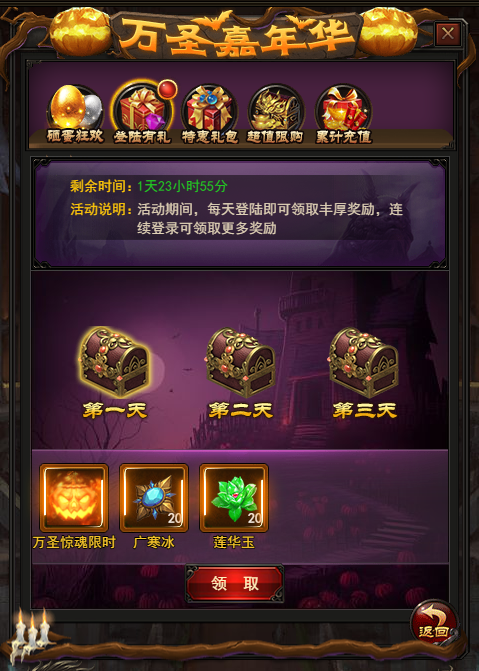 万圣嘉年华
砸蛋狂欢 登陆有礼 特惠礼包 超值限购 累计充值
剩余时间：1天23小时55分
活动说明：活动期间，每天登陆即可领取丰厚奖励，连
续登录可领取更多奖励
第一天 第二天 第三天
20 20
万圣惊魂限时 广寒冰 莲华玉
领 取
返回